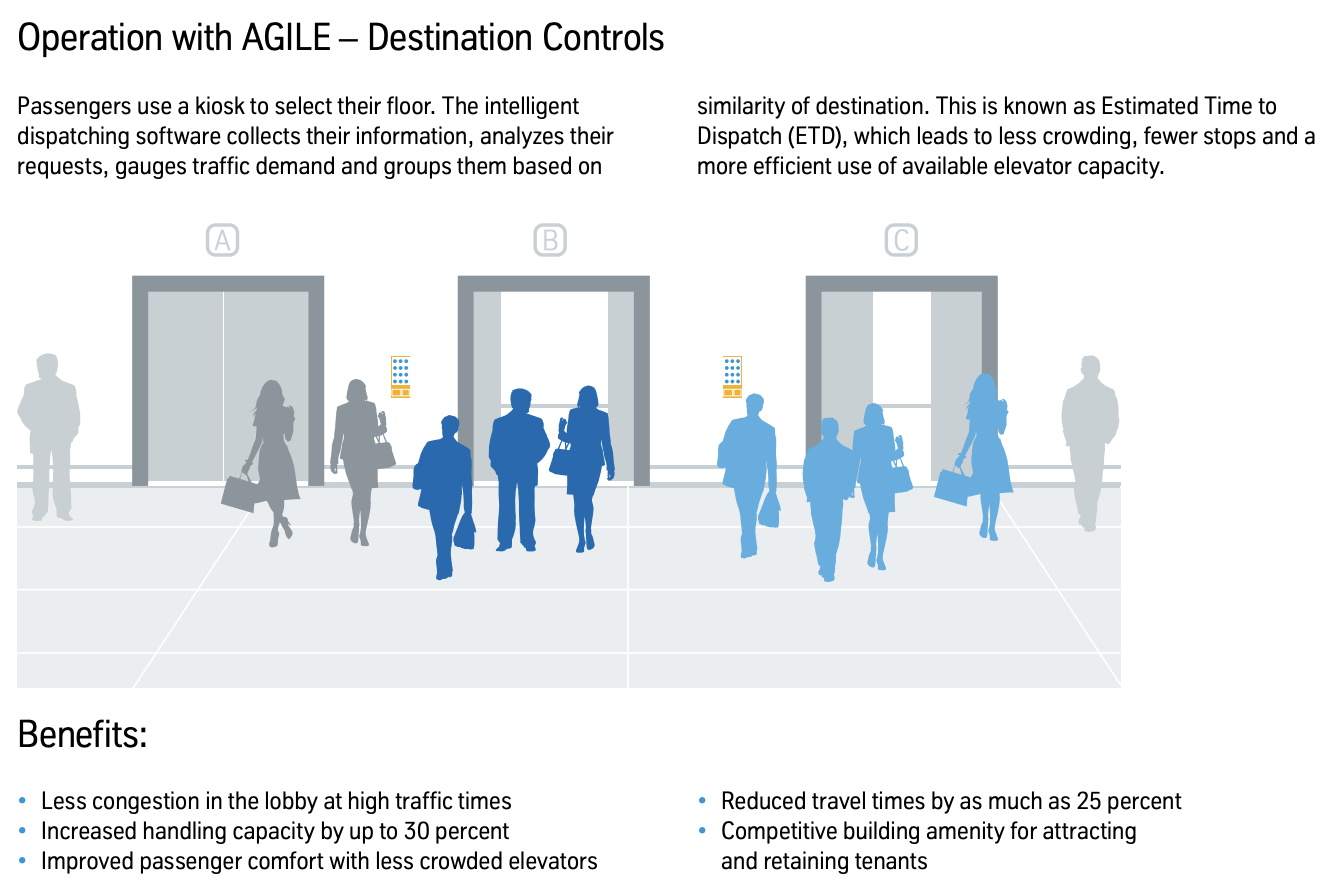 Operation with AGILE – Destination Controls
Passengers use a kiosk to select their floor. The intelligent
dispatching software collects their information, analyzes their
requests, gauges traffic demand and groups them based on
similarity of destination. This is known as Estimated Time to
Dispatch (ETD), which leads to less crowding, fewer stops and a
more efficient use of available elevator capacity.
A
B
C
Benefits:
• Less congestion in the lobby at high traffic times
• Increased handling capacity by up to 30 percent
• Improved passenger comfort with less crowded elevators
• Reduced travel times by as much as 25 percent
• Competitive building amenity for attracting
and retaining tenants